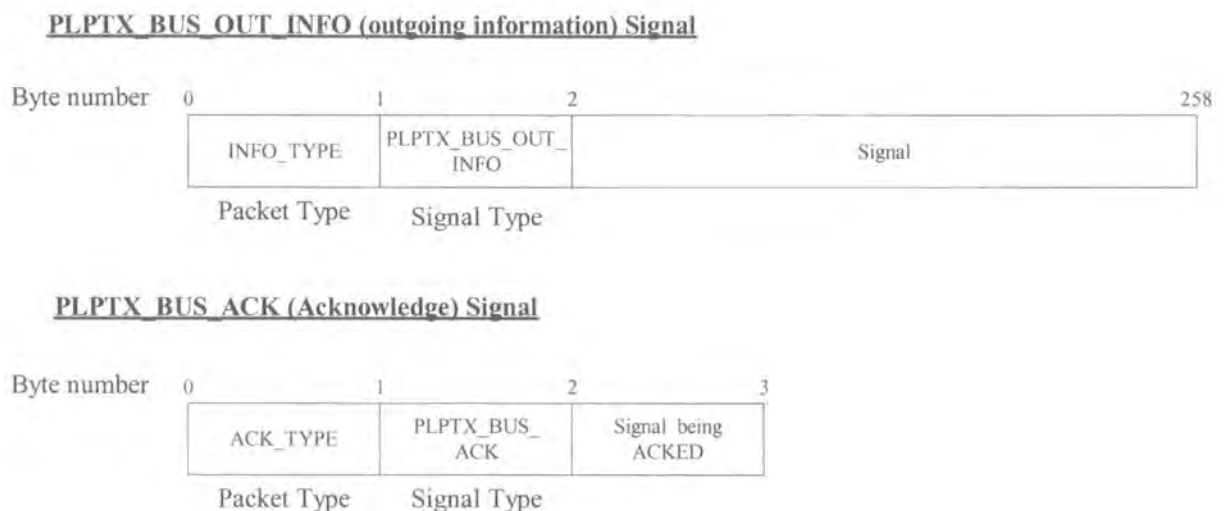 PLPTX_BUS_OUT_INFO (outgoing information) Signal
Byte number 0 1 2 258
INFO_TYPE PLPTX_BUS_OUT_ Signal
INFO
Packet Type Signal Type
PLPTX_BUS_ACK (Acknowledge) Signal
Byte number 0 1 2 3
ACK_TYPE PLPTX_BUS_ Signal being
ACK ACKED
Packet Type Signal Type